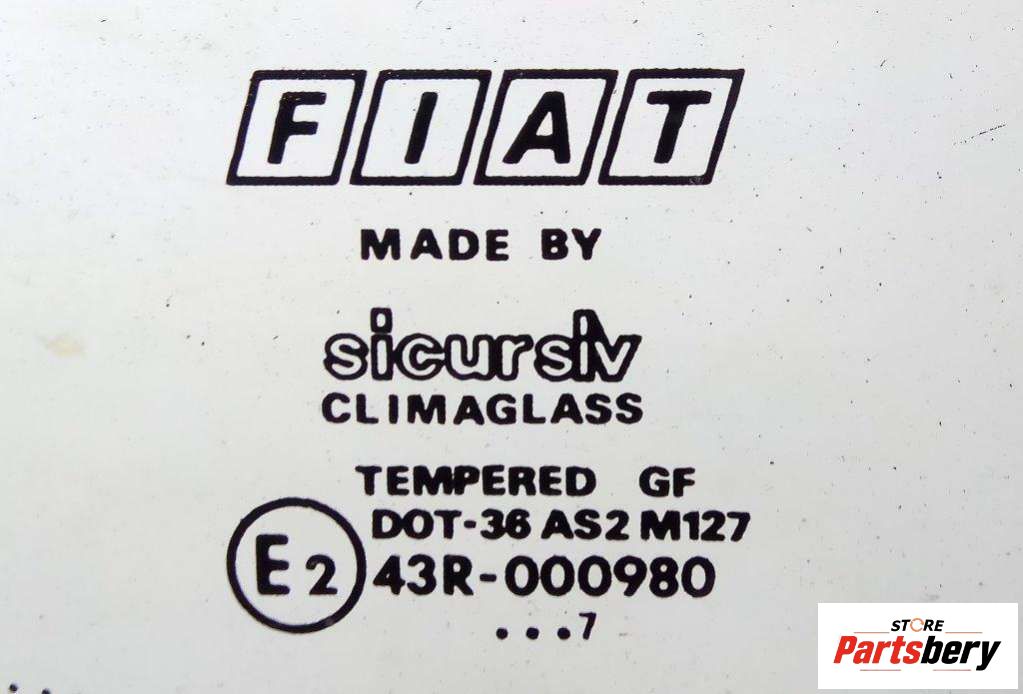 FIAT
MADE BY
sicursiv
CLIMAGLASS
TEMPERED GF
DOT-36 AS2 M127
E2 43R-000980
...7
STORE
Partsbery